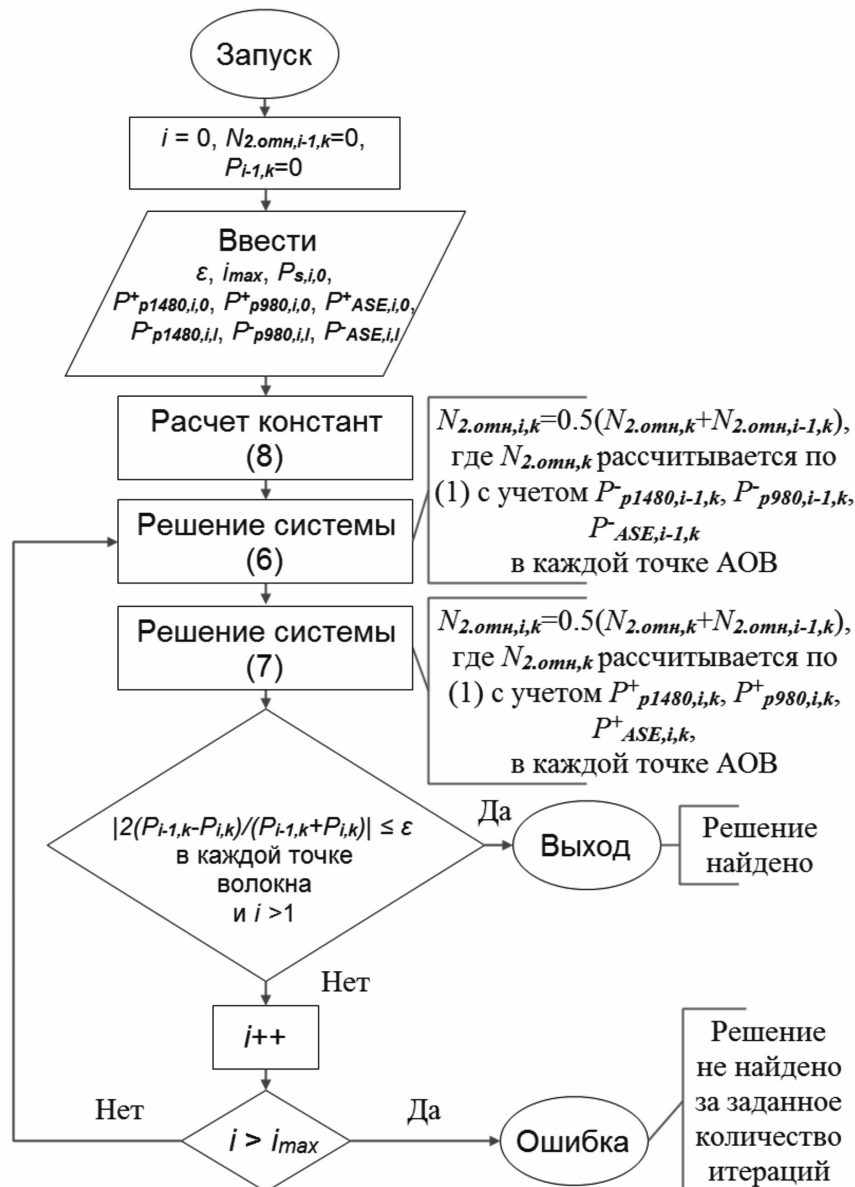 Запуск
i = 0, N2.отн,i-1,k=0,
Pi-1,k=0
Ввести
ε, imax, Ps,i,0,
P+p1480,i,0, P+p980,i,0, P+ASE,i,0,
P-p1480,i,l, P-p980,i,l, P-ASE,i,l
Расчет констант
(8)
Решение системы
(6)
N2.отн,i,k=0.5(N2.отн,k+N2.отн,i-1,k),
где N2.отн,k рассчитывается по
(1) с учетом P-p1480,i-1,k, P-p980,i-1,k,
P-ASE,i-1,k
в каждой точке АОВ
Решение системы
(7)
N2.отн,i,k=0.5(N2.отн,k+N2.отн,i-1,k),
где N2.отн,k рассчитывается по
(1) с учетом P+p1480,i,k, P+p980,i,k,
P+ASE,i,k,
в каждой точке АОВ
|2(Pi-1,k-Pi,k)/(Pi-1,k+Pi,k)| ≤ ε
в каждой точке
волокна
и i >1
Да
Выход
Решение
найдено
Нет
i++
i > imax
Нет
Да
Ошибка
Решение
не найдено
за заданное
количество
итераций